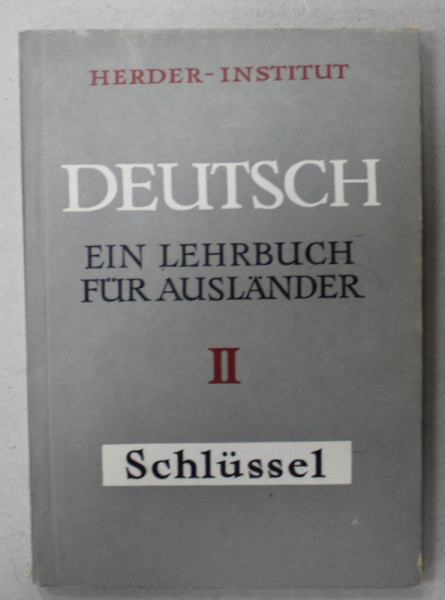 HERDER-INSTITUT
DEUTSCH
EIN LEHRBUCH
FÜR AUSLÄNDER
II
Schlüssel